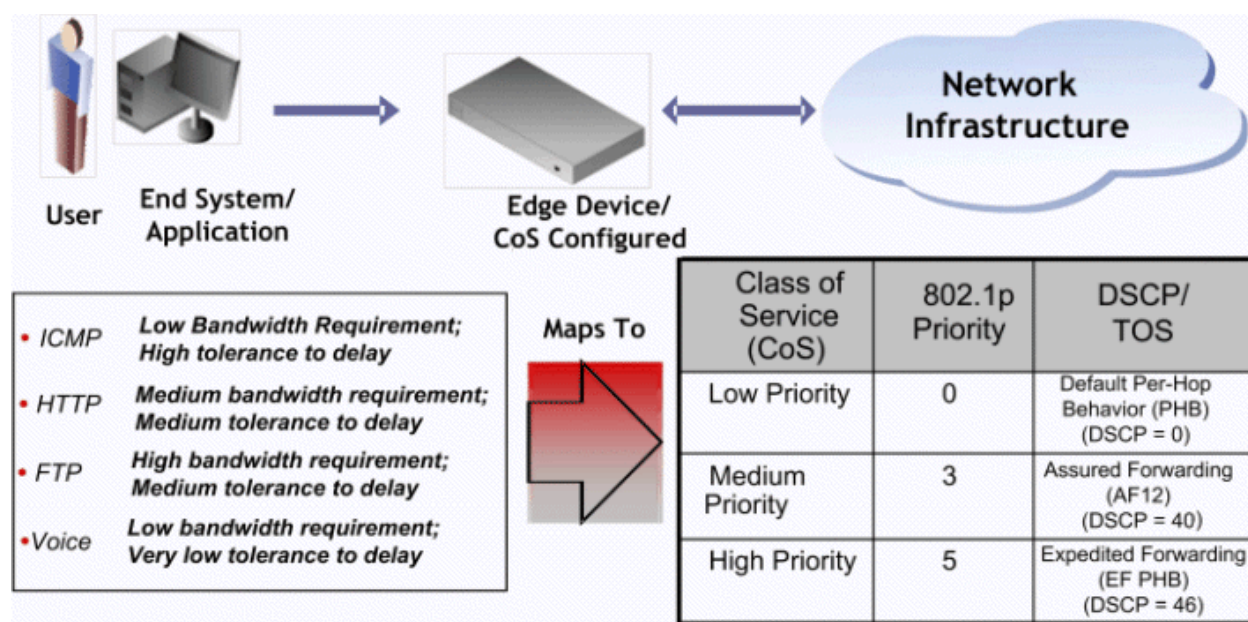 Network
Infrastructure
User
End System/
Application
Edge Device/
CoS Configured
• ICMP Low Bandwidth Requirement;
High tolerance to delay
• HTTP Medium bandwidth requirement;
Medium tolerance to delay
• FTP High bandwidth requirement;
Medium tolerance to delay
•Voice Low bandwidth requirement;
Very low tolerance to delay
Maps To
Class of
Service
(CoS)
802.1p
Priority
DSCP/
TOS
Low Priority
0
Default Per-Hop
Behavior (PHB)
(DSCP = 0)
Medium
Priority
3
Assured Forwarding
(AF12)
(DSCP = 40)
High Priority
5
Expedited Forwarding
(EF PHB)
(DSCP = 46)